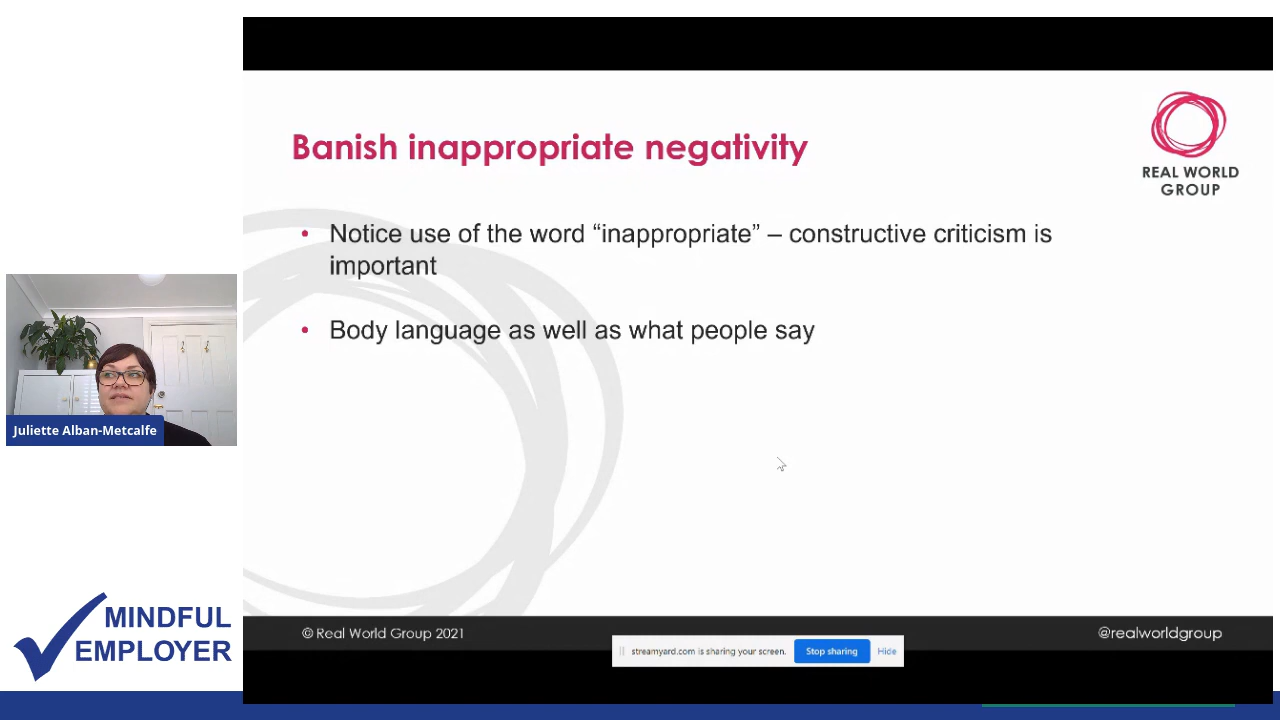 Banish inappropriate negativity
REAL WORLD
GROUP
• Notice use of the word “inappropriate” – constructive criticism is
important
• Body language as well as what people say
Juliette Alban-Metcalfe
MINDFUL
EMPLOYER
© Real World Group 2021
@realworldgroup
streamyard.com is sharing your screen.
Stop sharing
Hide